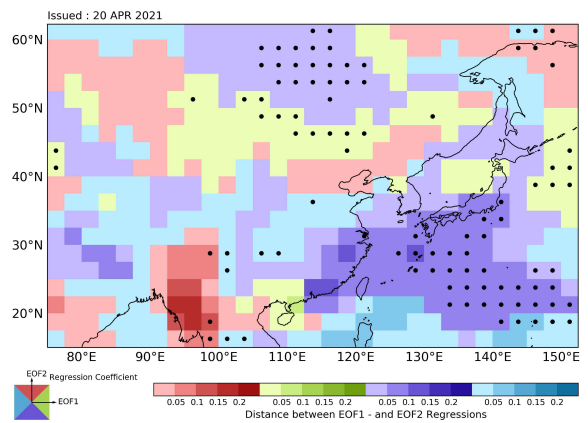 Issued : 20 APR 2021
60°N
50°N
40°N
30°N
20°N
80°E 90°E 100°E 110°E 120°E 130°E 140°E 150°E
EOF2 Regression Coefficient
EOF1
0.05 0.1 0.15 0.2 0.05 0.1 0.15 0.2 0.05 0.1 0.15 0.2 0.05 0.1 0.15 0.2
Distance between EOF1 - and EOF2 Regressions